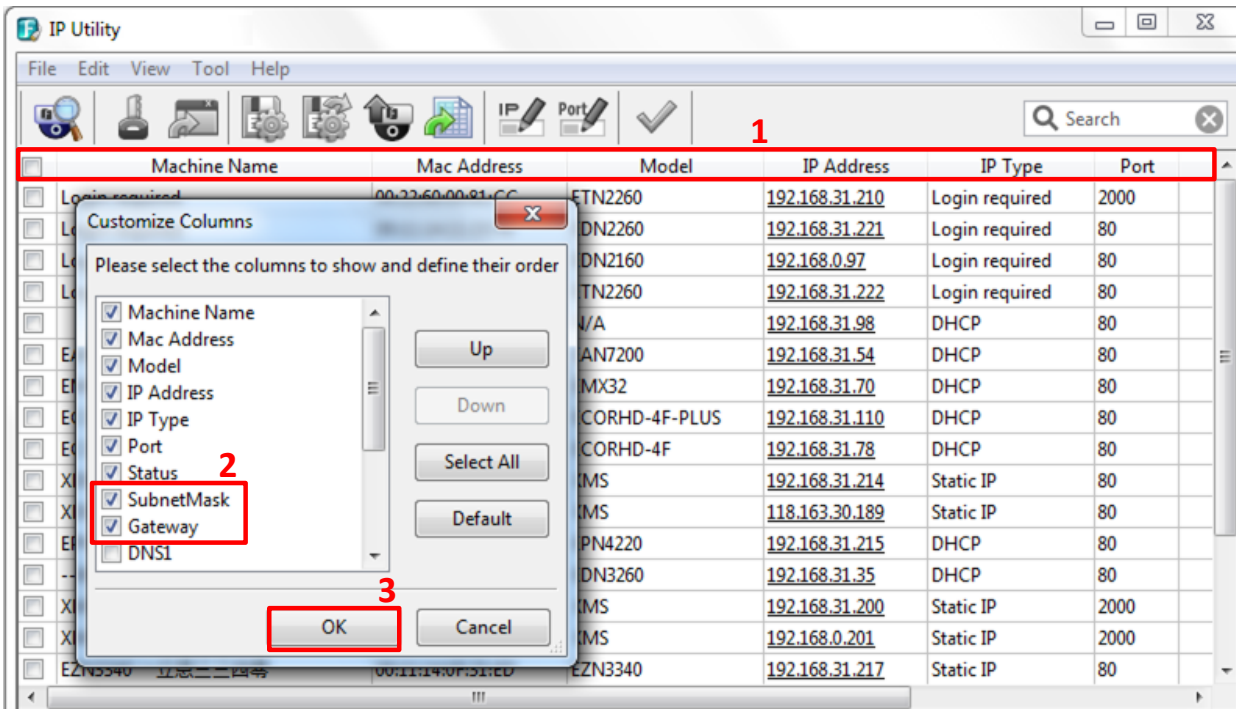 IP Utility
File Edit View Tool Help
IP Port Search
1
Machine Name Mac Address Model IP Address IP Type Port
Login required 00:22:60:00:81:CC ETN2260 192.168.31.210 Login required 2000
Customize Columns
DN2260 192.168.31.221 Login required 80
Please select the columns to show and define their order
DN2160 192.168.0.97 Login required 80
TN2260 192.168.31.222 Login required 80
Machine Name
N/A 192.168.31.98 DHCP 80
Mac Address
Up
AN7200 192.168.31.54 DHCP 80
Model
MX32 192.168.31.70 DHCP 80
IP Address
Down
CORHD-4F-PLUS 192.168.31.110 DHCP 80
IP Type
CORHD-4F 192.168.31.78 DHCP 80
Port
Select All
Status 2
MS 192.168.31.214 Static IP 80
SubnetMask
MS 118.163.30.189 Static IP 80
Gateway
Default
PN4220 192.168.31.215 DHCP 80
DNS1
-- DN3260 192.168.31.35 DHCP 80
3
MS 192.168.31.200 Static IP 2000
OK Cancel
MS 192.168.0.201 Static IP 2000
EZN3340 EZN3340 192.168.31.217 Static IP 80